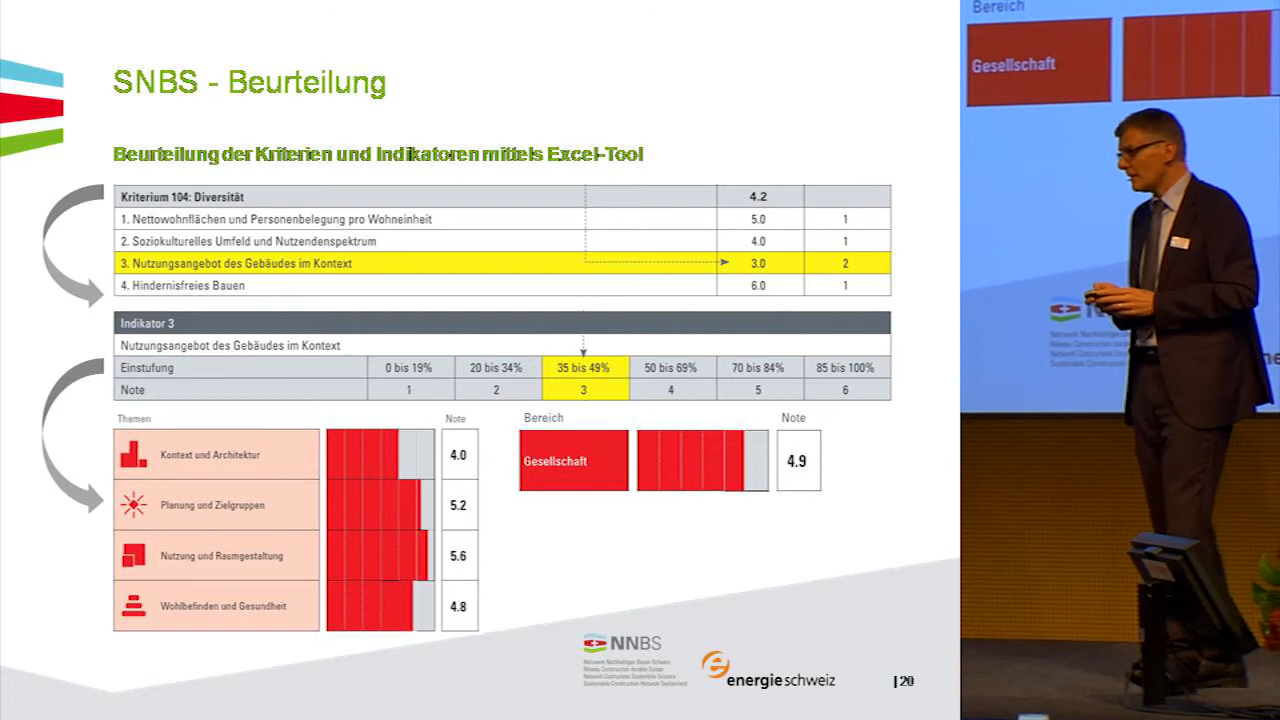 SNBS - Beurteilung
Beurteilung der Kriterien und Indikatoren mittels Excel-Tool
Kriterium 104: Diversität 4.2
1. Nettowohnflächen und Personenbelegung pro Wohneinheit 5.0 1
2. Soziokulturelles Umfeld und Nutzendenspektrum 4.0 1
3. Nutzungsangebot des Gebäudes im Kontext 3.0 2
4. Hindernisfreies Bauen 6.0 1
Indikator 3
Nutzungsangebot des Gebäudes im Kontext
Einstufung 0 bis 19% 20 bis 34% 35 bis 49% 50 bis 69% 70 bis 84% 85 bis 100%
Note 1 2 3 4 5 6
Themen Note
Kontext und Architektur 4.0
Planung und Zielgruppen 5.2
Nutzung und Raumgestaltung 5.6
Wohlbefinden und Gesundheit 4.8
Bereich Note
Gesellschaft 4.9
NNBS
Netzwerk Nachhaltiges Bauen Schweiz
Réseau Construction durable Suisse
Network Costruzione Sostenibile Svizzera
Sustainable Construction Network Switzerland
energieschweiz
| 20
Bereich
Gesellschaft